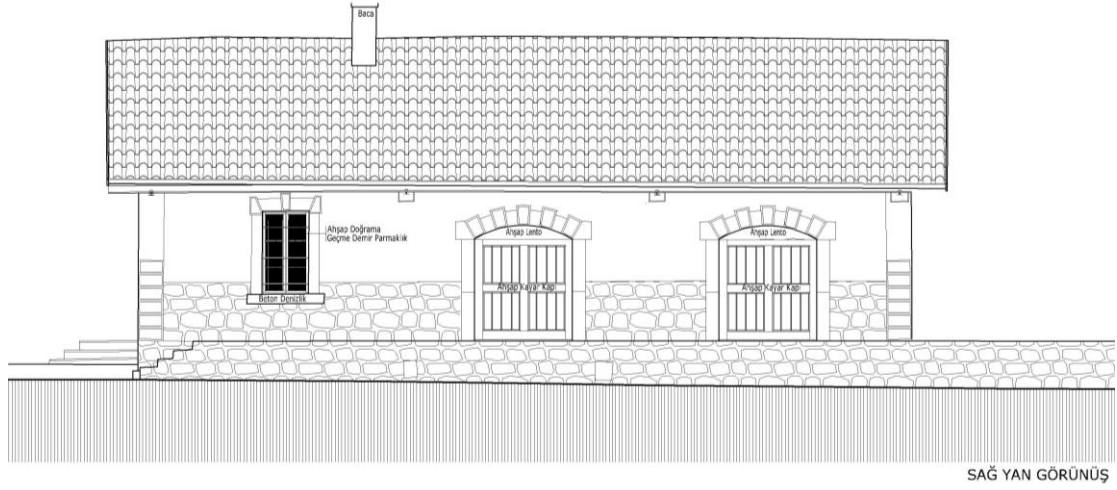 Baca
Ahşap Doğrama
Geçme Demir Parmaklık
Ahşap Lento
Ahşap Lento
Ahşap Kayar Kapı
Ahşap Kayar Kapı
Beton Denizlik
SAĞ YAN GÖRÜNÜŞ